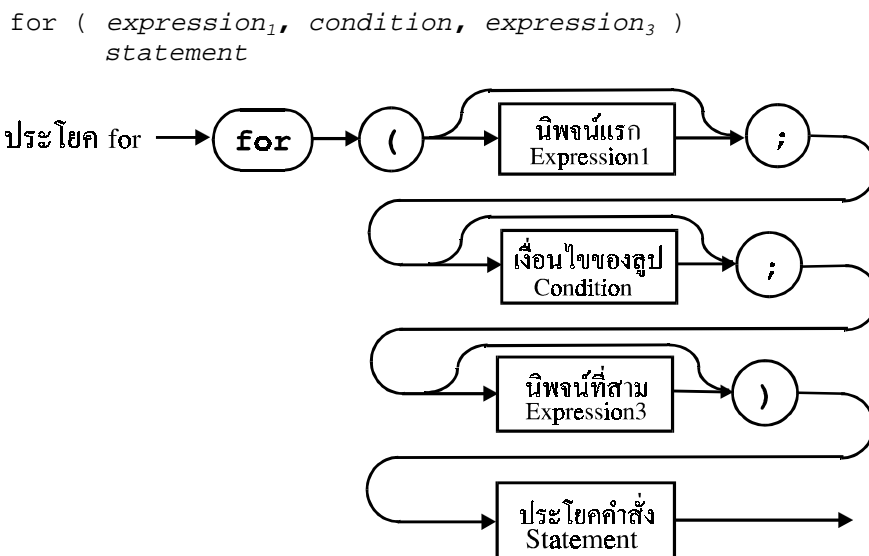 for ( expression₁, condition, expression₃ )
statement
ประโยค for
for
(
นิพจน์แรก
Expression1
;
เงื่อนไขของลูป
Condition
;
นิพจน์ที่สาม
Expression3
)
ประโยคคำสั่ง
Statement